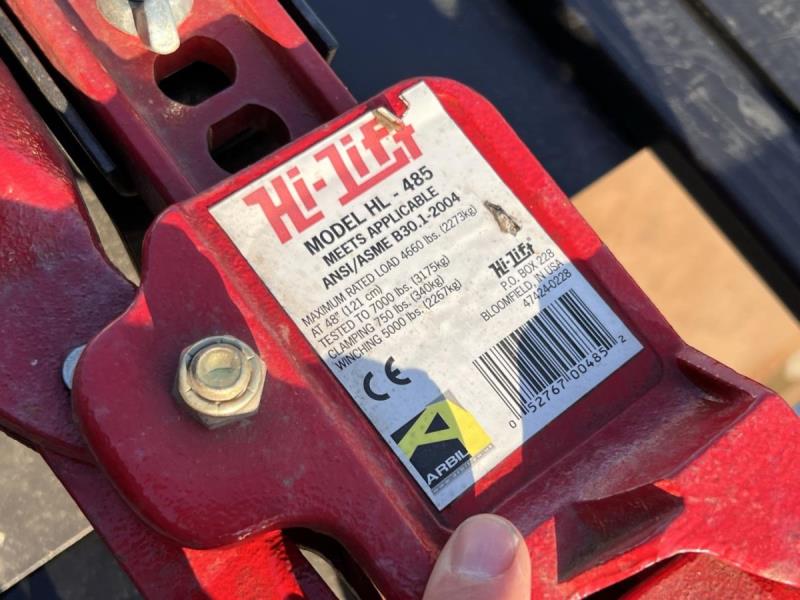 Hi-Lift
MODEL HL - 485
MEETS APPLICABLE
ANSI/ASME B30.1-2004
MAXIMUM RATED LOAD 4660 lbs. (2273kg)
AT 48" (121 cm)
TESTED TO 7000 lbs. (3175kg)
CLAMPING 750 lbs. (340kg)
WINCHING 5000 lbs. (2267kg)
Hi-Lift
P.O. BOX 228
BLOOMFIELD, IN USA
47424-0228
CE
0 52767 00485 2
ARBIL